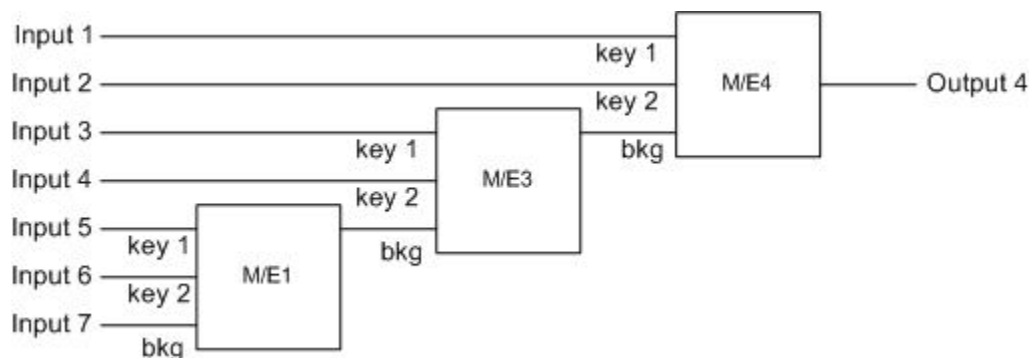 Input 1
key 1
Input 2
M/E4
Output 4
key 2
Input 3
key 1
bkg
Input 4
M/E3
key 2
Input 5
key 1
bkg
Input 6
M/E1
key 2
Input 7
bkg